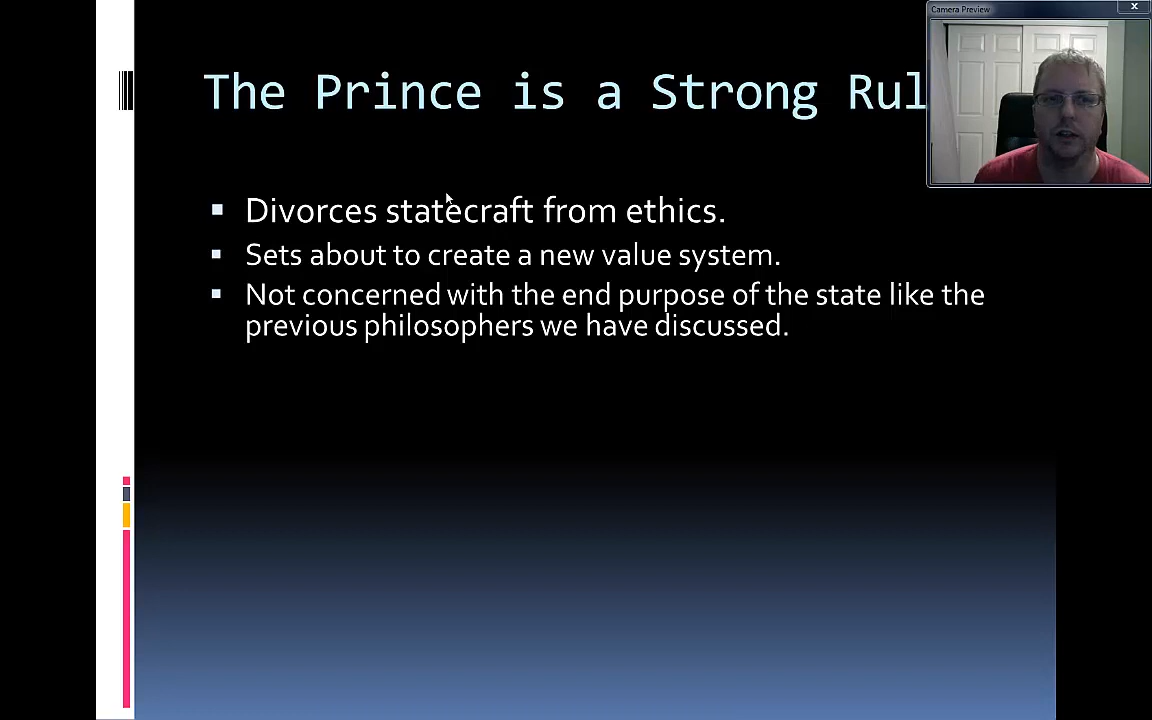 Camera Preview
The Prince is a Strong Rul
Divorces statecraft from ethics.
Sets about to create a new value system.
Not concerned with the end purpose of the state like the
previous philosophers we have discussed.